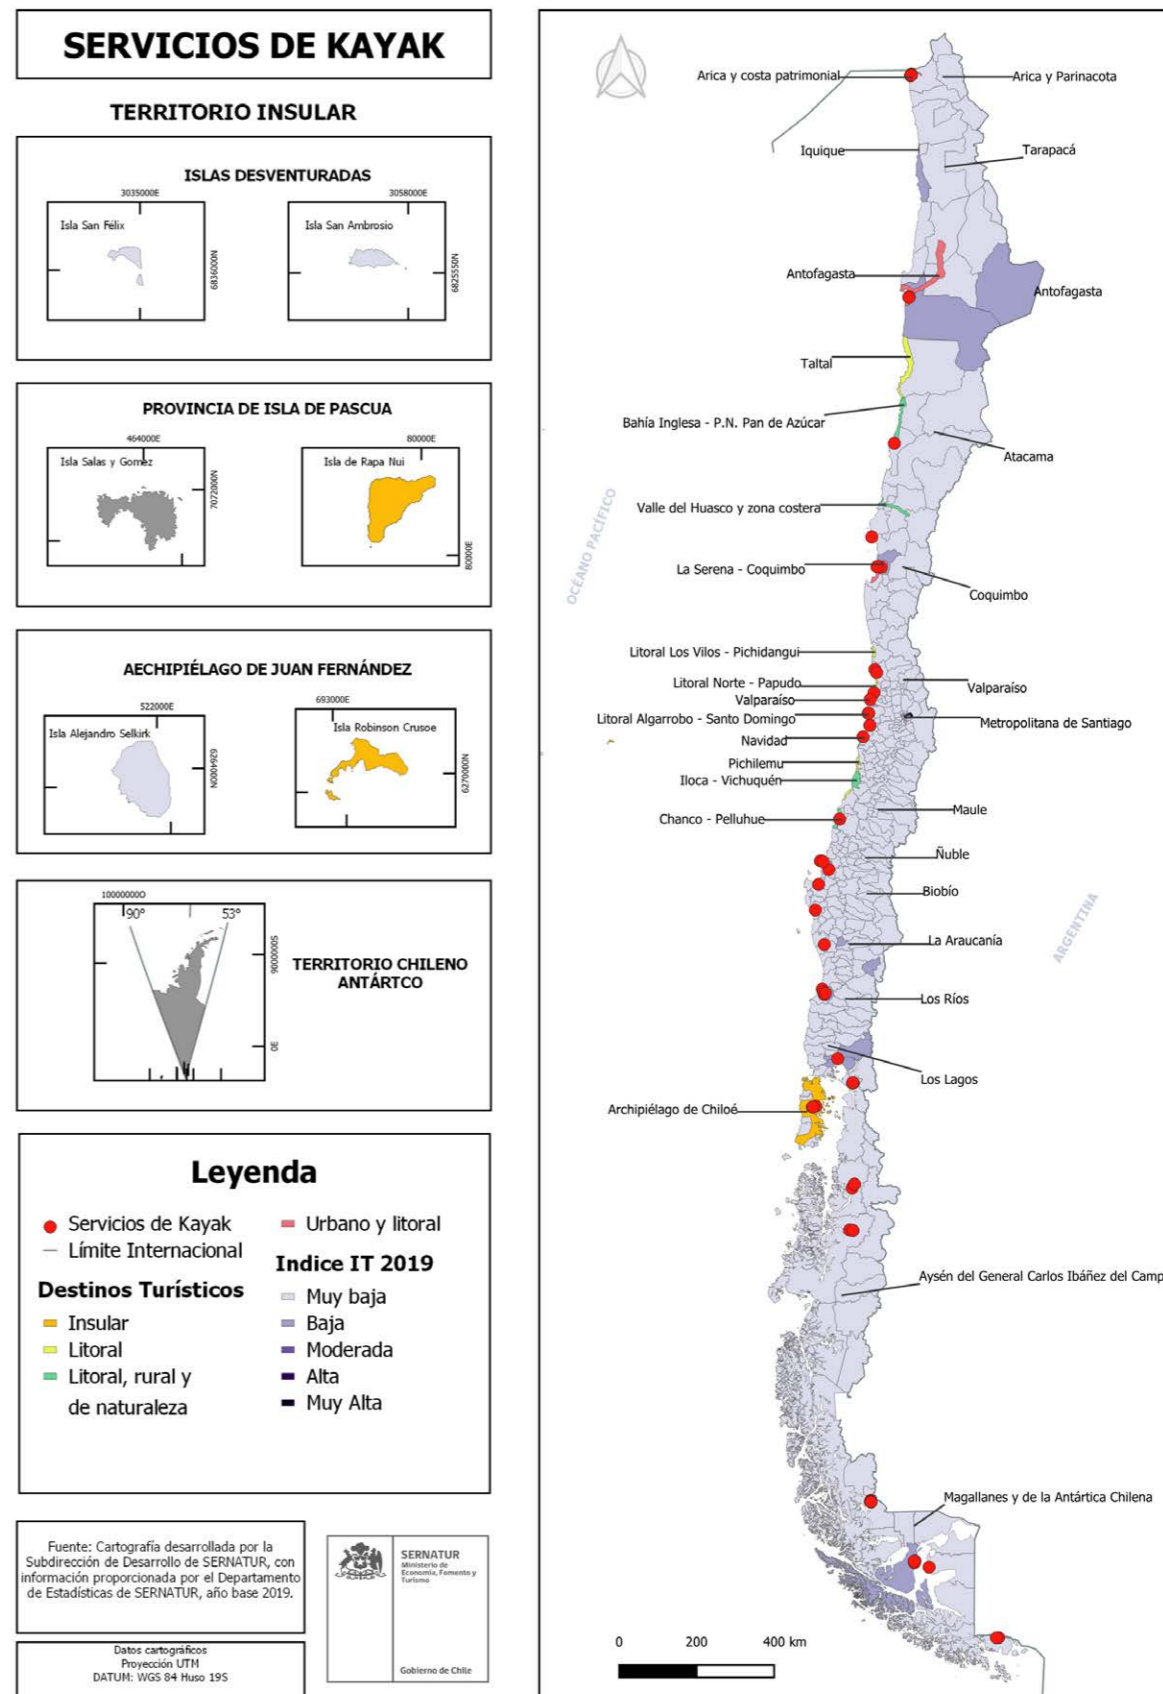 SERVICIOS DE KAYAK
TERRITORIO INSULAR
ISLAS DESVENTURADAS
3035000E
3058000E
Isla San Félix
6836000N
Isla San Ambrosio
6825550N
PROVINCIA DE ISLA DE PASCUA
464000E
80000E
Isla Salas y Gomez
7072000N
Isla de Rapa Nui
80000E
AECHIPIÉLAGO DE JUAN FERNÁNDEZ
522000E
693000E
Isla Alejandro Selkirk
6264000N
Isla Robinson Crusoe
6270000N
10000000O
90°
53°
9000000S
0E
TERRITORIO CHILENO
ANTÁRTCO
Leyenda
Servicios de Kayak
Límite Internacional
Destinos Turísticos
Insular
Litoral
Litoral, rural y
de naturaleza
Urbano y litoral
Indice IT 2019
Muy baja
Baja
Moderada
Alta
Muy Alta
Fuente: Cartografía desarrollada por la
Subdirección de Desarrollo de SERNATUR, con
información proporcionada por el Departamento
de Estadísticas de SERNATUR, año base 2019.
Datos cartográficos
Proyección UTM
DATUM: WGS 84 Huso 19S
SERNATUR
Ministerio de
Economía, Fomento y
Turismo
Gobierno de Chile
Arica y costa patrimonial
Arica y Parinacota
Iquique
Tarapacá
Antofagasta
Antofagasta
Taltal
Bahía Inglesa - P.N. Pan de Azúcar
Atacama
Valle del Huasco y zona costera
OCÉANO PACÍFICO
La Serena - Coquimbo
Coquimbo
Litoral Los Vilos - Pichidangui
Litoral Norte - Papudo
Valparaíso
Valparaíso
Litoral Algarrobo - Santo Domingo
Metropolitana de Santiago
Navidad
Pichilemu
Iloca - Vichuquén
Maule
Chanco - Pelluhue
Ñuble
Biobío
ARGENTINA
La Araucanía
Los Ríos
Los Lagos
Archipiélago de Chiloé
Aysén del General Carlos Ibáñez del Camp
Magallanes y de la Antártica Chilena
0 200 400 km